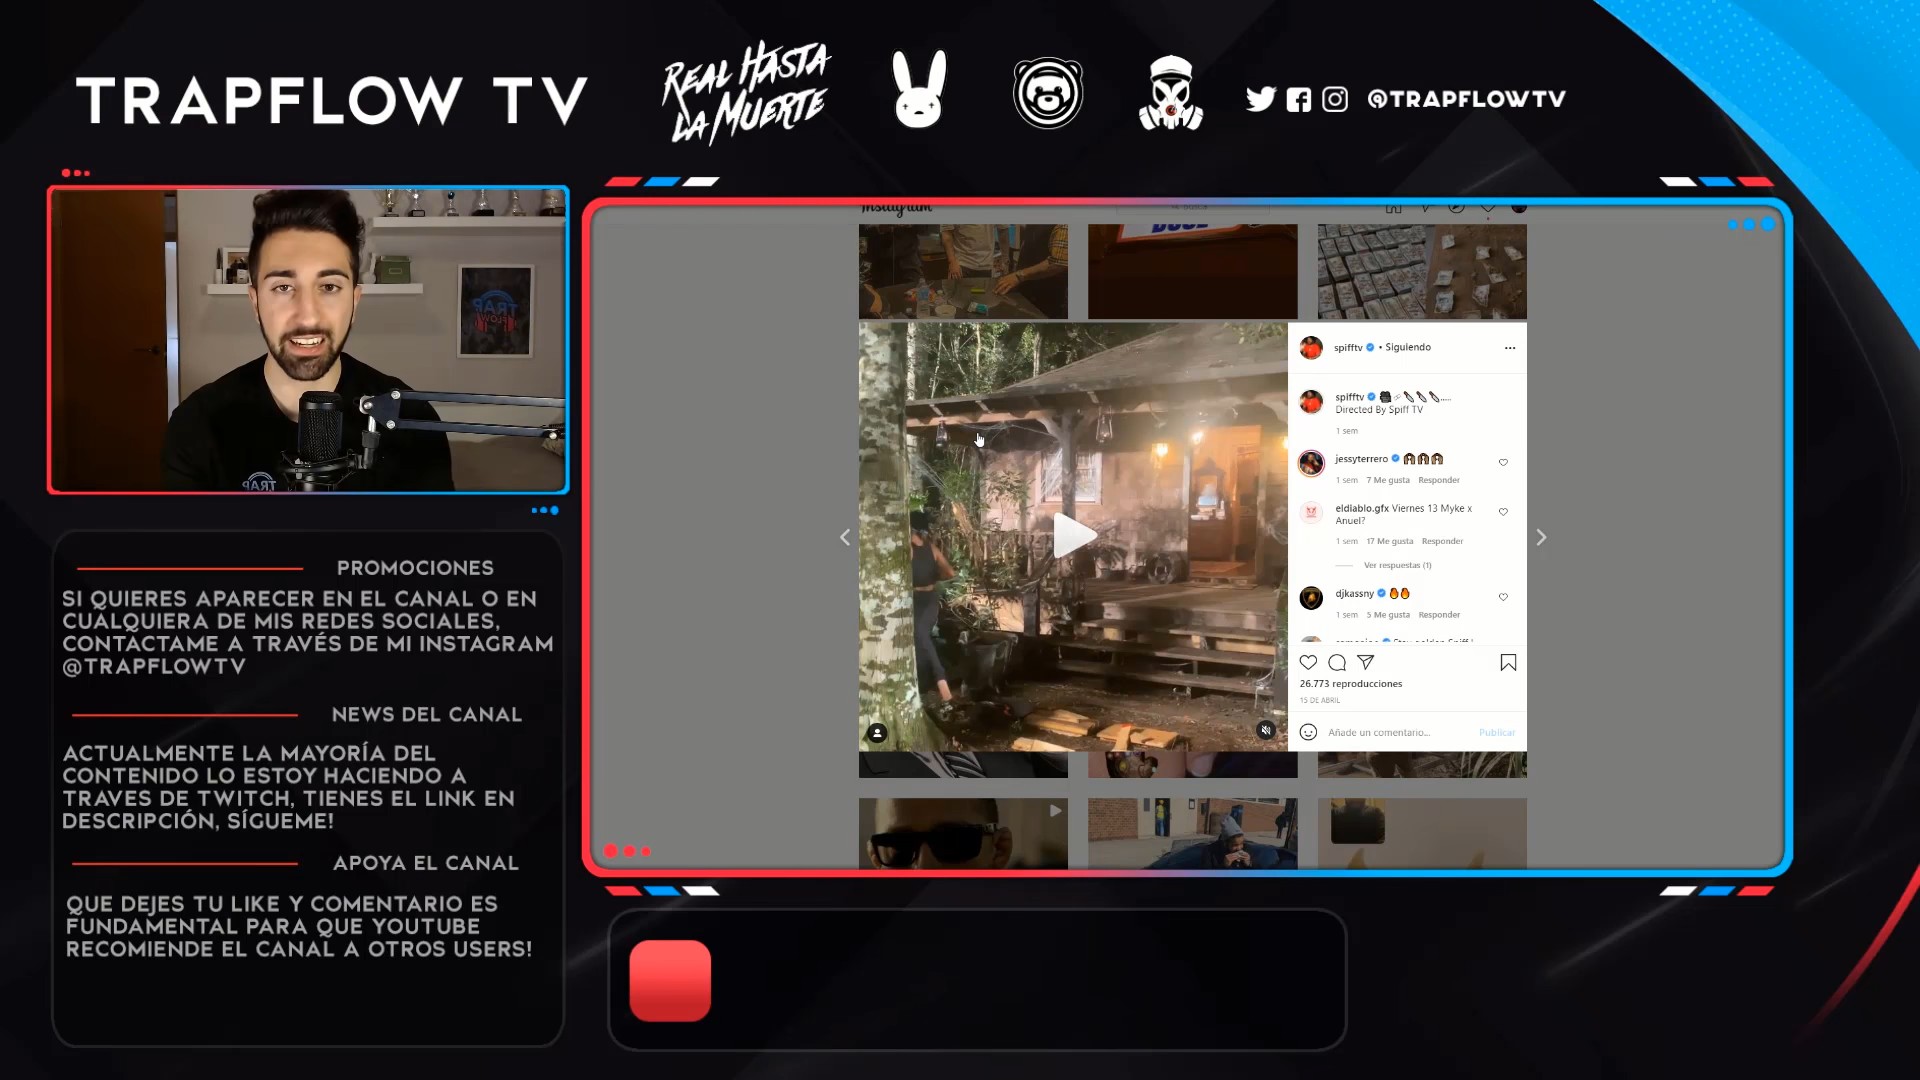 TRAPFLOW TV
REAL HASTA
LA MUERTE
@TRAPFLOWTV
Instagram
spifftv • Siguiendo
spifftv
Directed By Spiff TV
1 sem
jessyterrero
1 sem 7 Me gusta Responder
eldiablo.gfx Viernes 13 Myke x
Anuel?
1 sem 17 Me gusta Responder
Ver respuestas (1)
djkassny
1 sem 5 Me gusta Responder
26.773 reproducciones
15 DE ABRIL
Añade un comentario...
Publicar
PROMOCIONES
SI QUIERES APARECER EN EL CANAL O EN
CUALQUIERA DE MIS REDES SOCIALES,
CONTACTAME A TRAVÉS DE MI INSTAGRAM
@TRAPFLOWTV
NEWS DEL CANAL
ACTUALMENTE LA MAYORÍA DEL
CONTENIDO LO ESTOY HACIENDO A
TRAVES DE TWITCH, TIENES EL LINK EN
DESCRIPCIÓN, SÍGUEME!
APOYA EL CANAL
QUE DEJES TU LIKE Y COMENTARIO ES
FUNDAMENTAL PARA QUE YOUTUBE
RECOMIENDE EL CANAL A OTROS USERS!